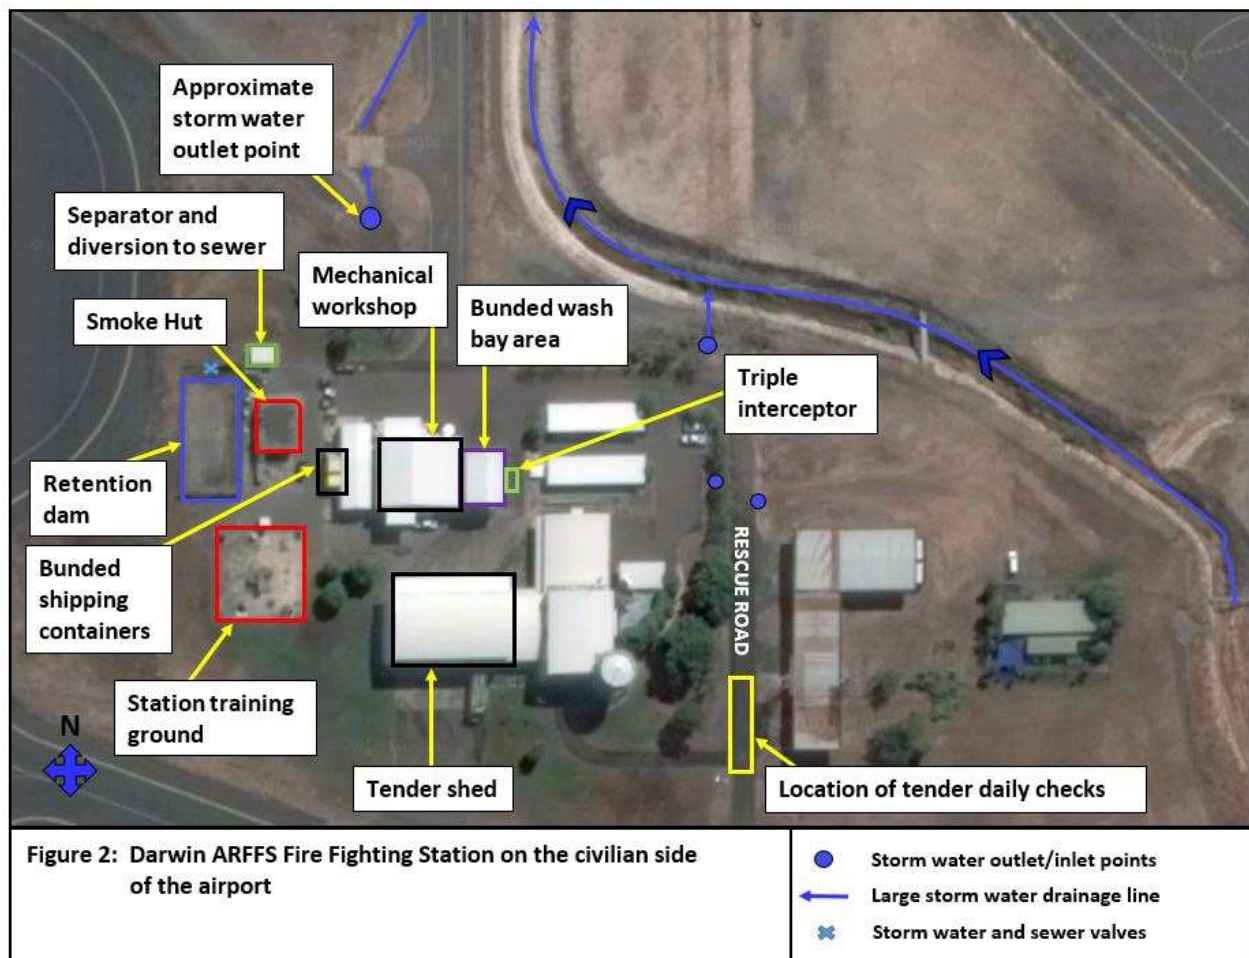 Approximate
storm water
outlet point
Separator and
diversion to sewer
Mechanical
workshop
Bunded wash
bay area
Smoke Hut
Triple
interceptor
Retention
dam
Bunded
shipping
containers
RESCUE ROAD
Station training
ground
N
Tender shed
Location of tender daily checks
Figure 2: Darwin ARFFS Fire Fighting Station on the civilian side
of the airport
Storm water outlet/inlet points
Large storm water drainage line
Storm water and sewer valves